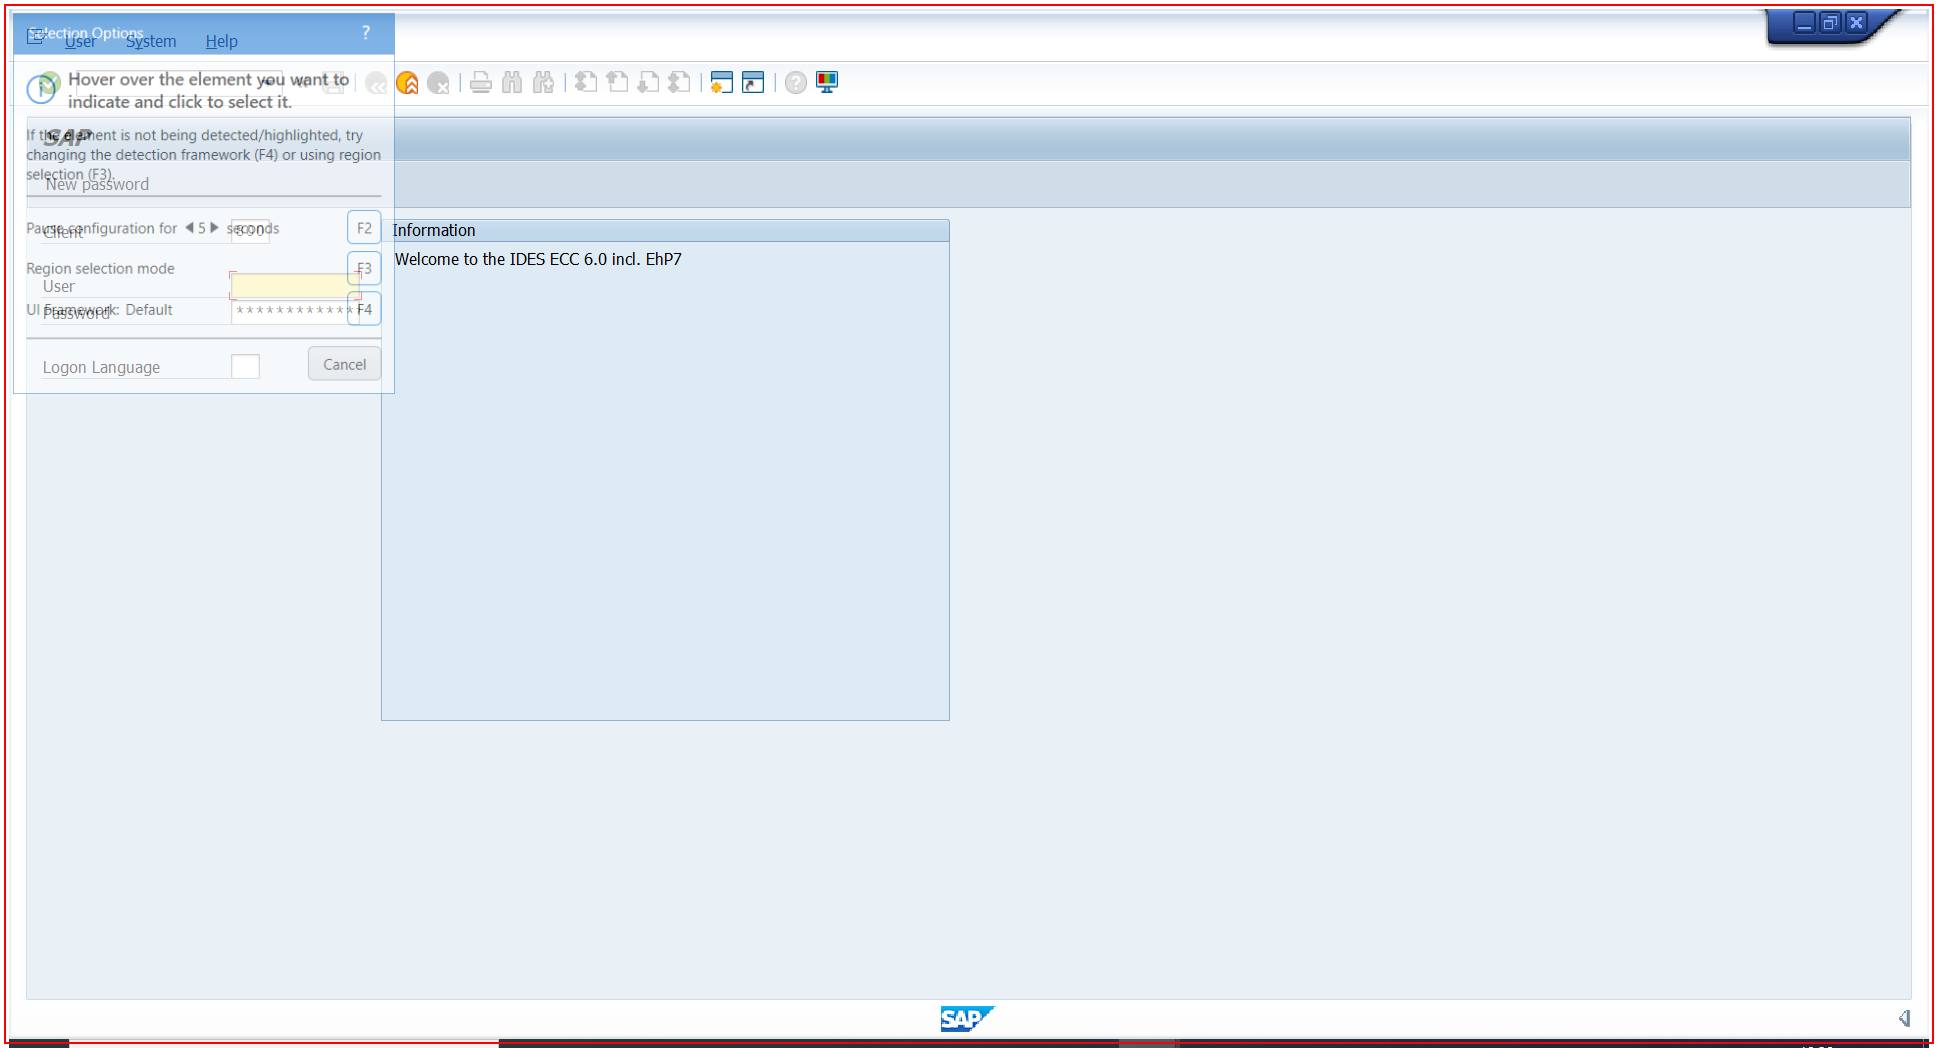 Selection Options ?
User System Help
Hover over the element you want to
indicate and click to select it.
If the element is not being detected/highlighted, try
changing the detection framework (F4) or using region
selection (F3).
SAP
New password
Pause configuration for 5 seconds F2
Client 800
Information
Welcome to the IDES ECC 6.0 incl. EhP7
Region selection mode F3
User
UI Framework: Default F4
Password ************
Logon Language
Cancel
SAP